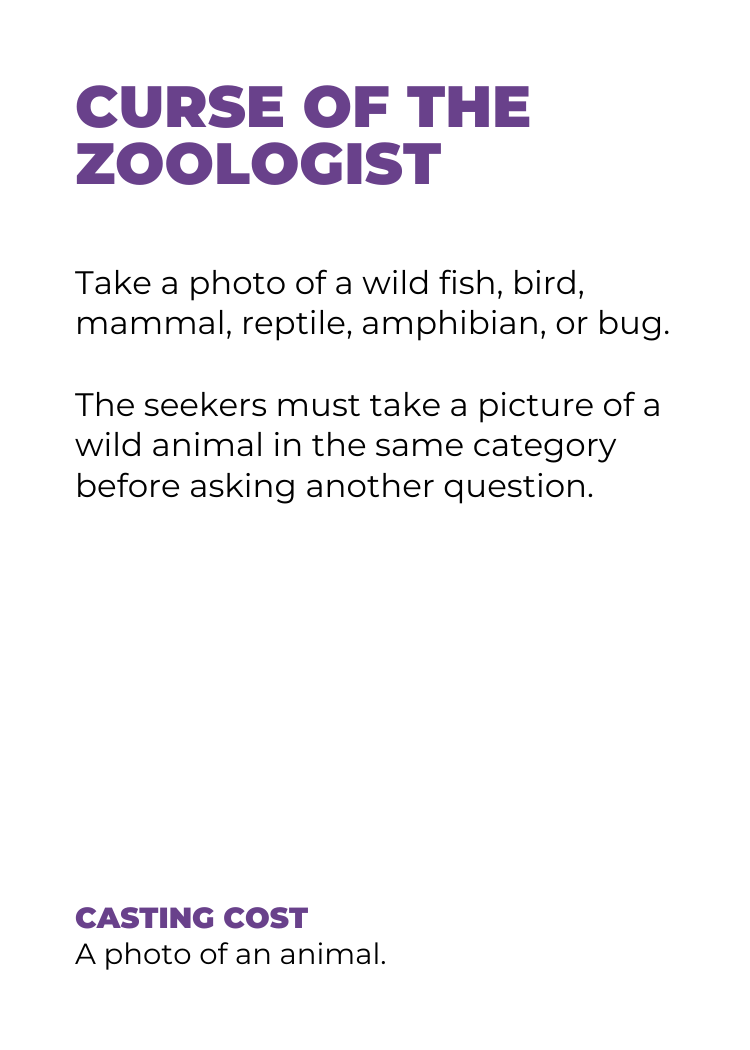 CURSE OF THE
ZOOLOGIST
Take a photo of a wild fish, bird,
mammal, reptile, amphibian, or bug.
The seekers must take a picture of a
wild animal in the same category
before asking another question.
CASTING COST
A photo of an animal.